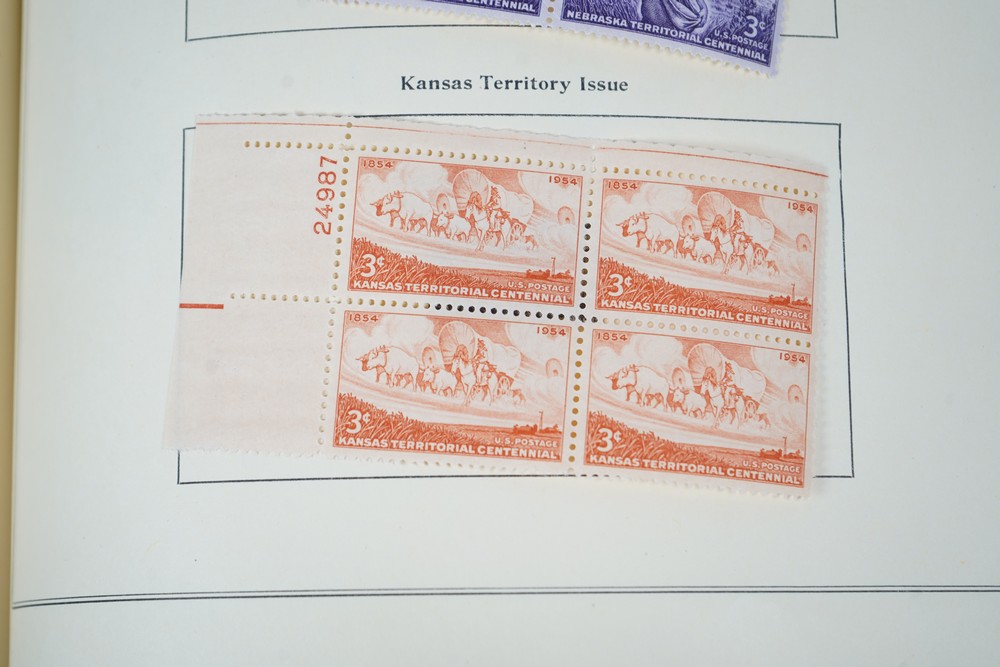 CENTENNIAL
NEBRASKA TERRITORIAL CENTENNIAL
U.S. POSTAGE
3¢
Kansas Territory Issue
24987
1854
1954
3¢
U.S. POSTAGE
KANSAS TERRITORIAL CENTENNIAL
1854
1954
3¢
U.S. POSTAGE
KANSAS TERRITORIAL CENTENNIAL
1854
1954
3¢
U.S. POSTAGE
KANSAS TERRITORIAL CENTENNIAL
1854
1954
3¢
U.S. POSTAGE
KANSAS TERRITORIAL CENTENNIAL